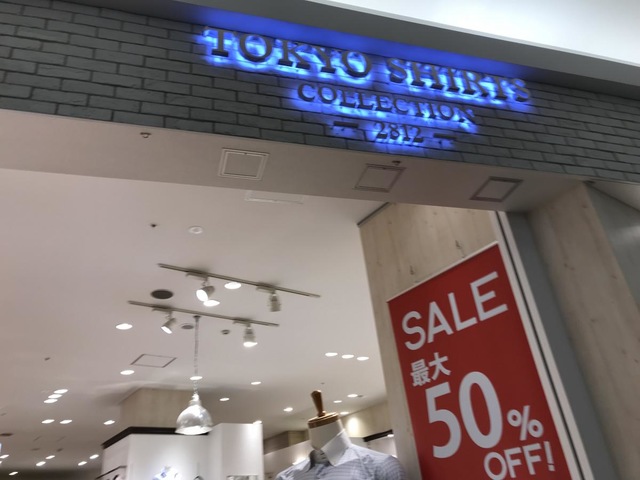 TOKYO SHIRTS
COLLECTION
2812
SALE
最大
50%
OFF!